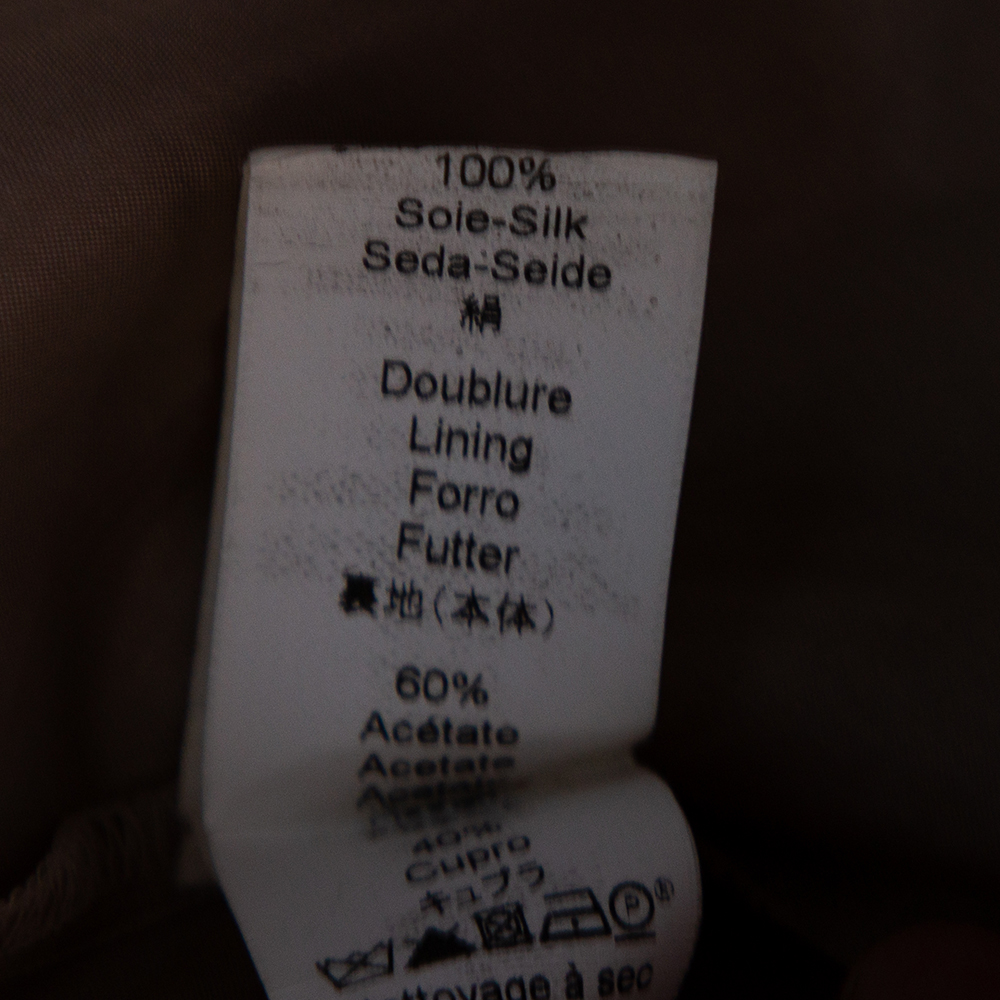 100%
Soie-Silk
Seda-Seide
絹
Doublure
Lining
Forro
Futter
裏地(本体)
60%
Acétate
Acetate
40%
Cupro
キュプラ
P
à sec